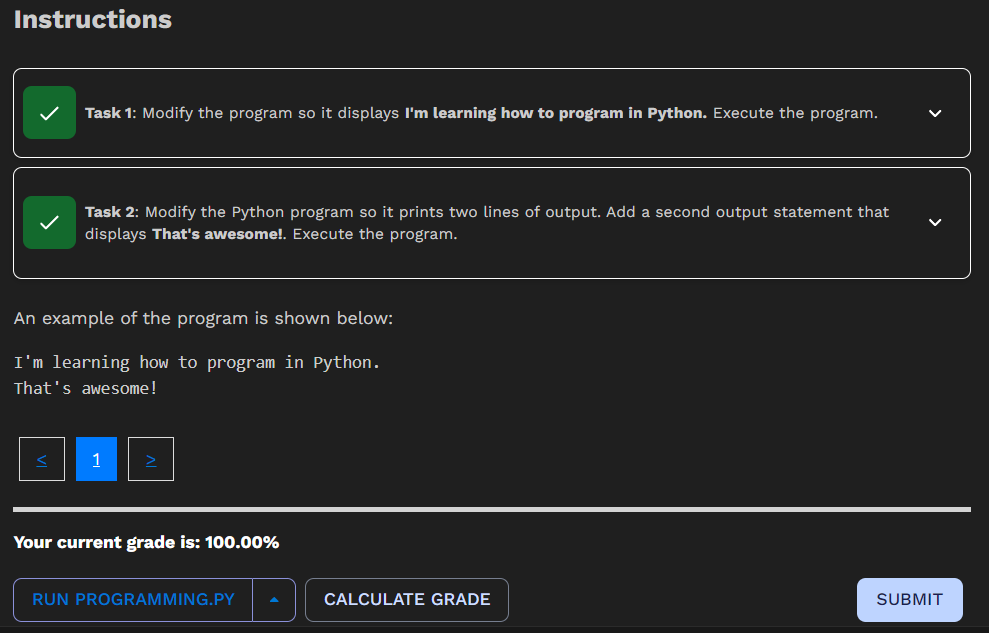 Instructions
Task 1: Modify the program so it displays I'm learning how to program in Python. Execute the program.
Task 2: Modify the Python program so it prints two lines of output. Add a second output statement that
displays That's awesome!. Execute the program.
An example of the program is shown below:
I'm learning how to program in Python.
That's awesome!
< 1 >
Your current grade is: 100.00%
RUN PROGRAMMING.PY CALCULATE GRADE SUBMIT